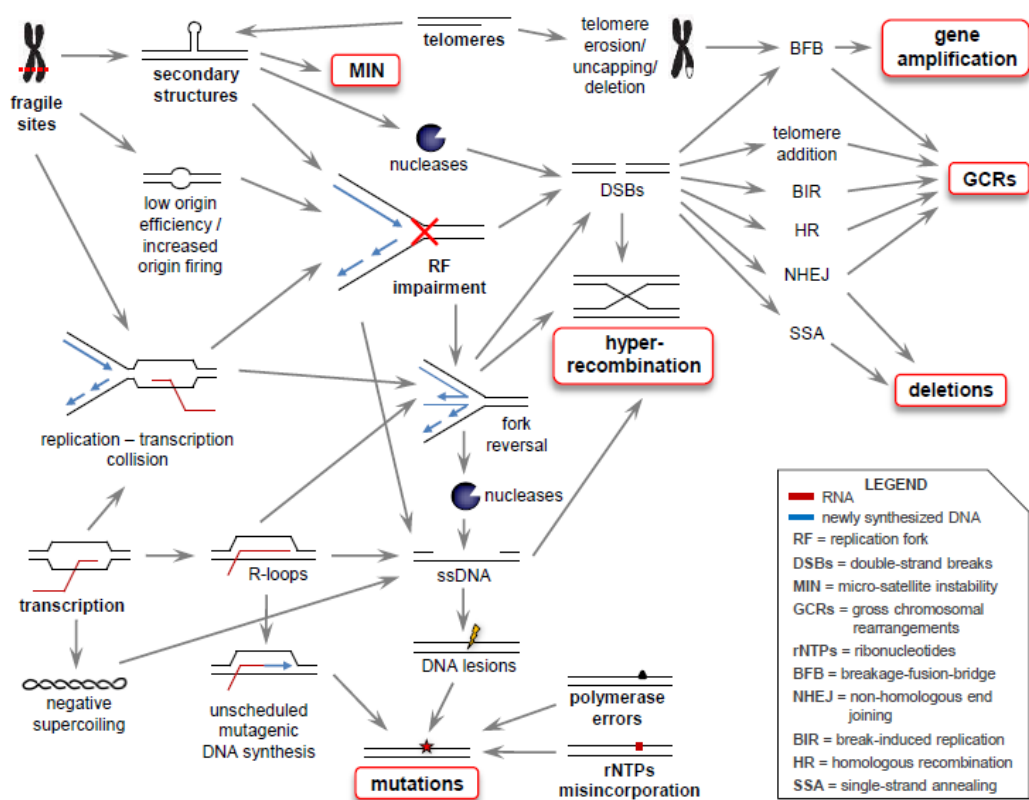 telomeres
telomere
erosion/
uncapping/
deletion
BFB
gene
amplification
fragile
sites
secondary
structures
MIN
nucleases
DSBs
telomere
addition
BIR
HR
NHEJ
SSA
GCRs
deletions
low origin
efficiency /
increased
origin firing
RF
impairment
hyper-
recombination
replication – transcription
collision
fork
reversal
nucleases
transcription
R-loops
ssDNA
negative
supercoiling
unscheduled
mutagenic
DNA synthesis
DNA lesions
polymerase
errors
mutations
rNTPs
misincorporation
LEGEND
RNA
newly synthesized DNA
RF = replication fork
DSBs = double-strand breaks
MIN = micro-satellite instability
GCRs = gross chromosomal
rearrangements
rNTPs = ribonucleotides
BFB = breakage-fusion-bridge
NHEJ = non-homologous end
joining
BIR = break-induced replication
HR = homologous recombination
SSA = single-strand annealing